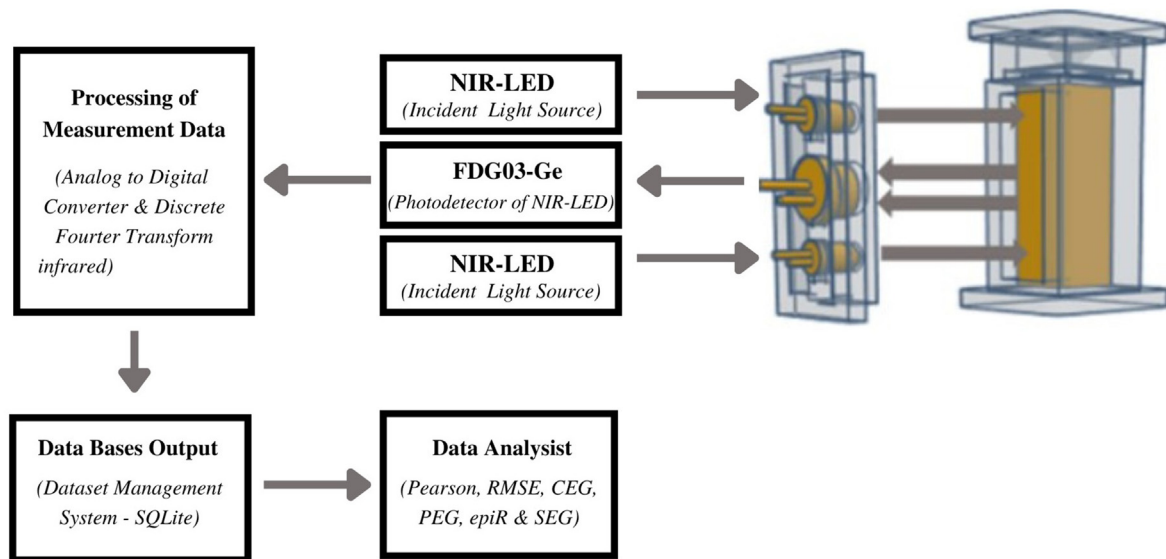 Processing of
Measurement Data
(Analog to Digital
Converter & Discrete
Fourter Transform
infrared)
NIR-LED
(Incident Light Source)
FDG03-Ge
(Photodetector of NIR-LED)
NIR-LED
(Incident Light Source)
Data Bases Output
(Dataset Management
System - SQLite)
Data Analysist
(Pearson, RMSE, CEG,
PEG, epiR & SEG)